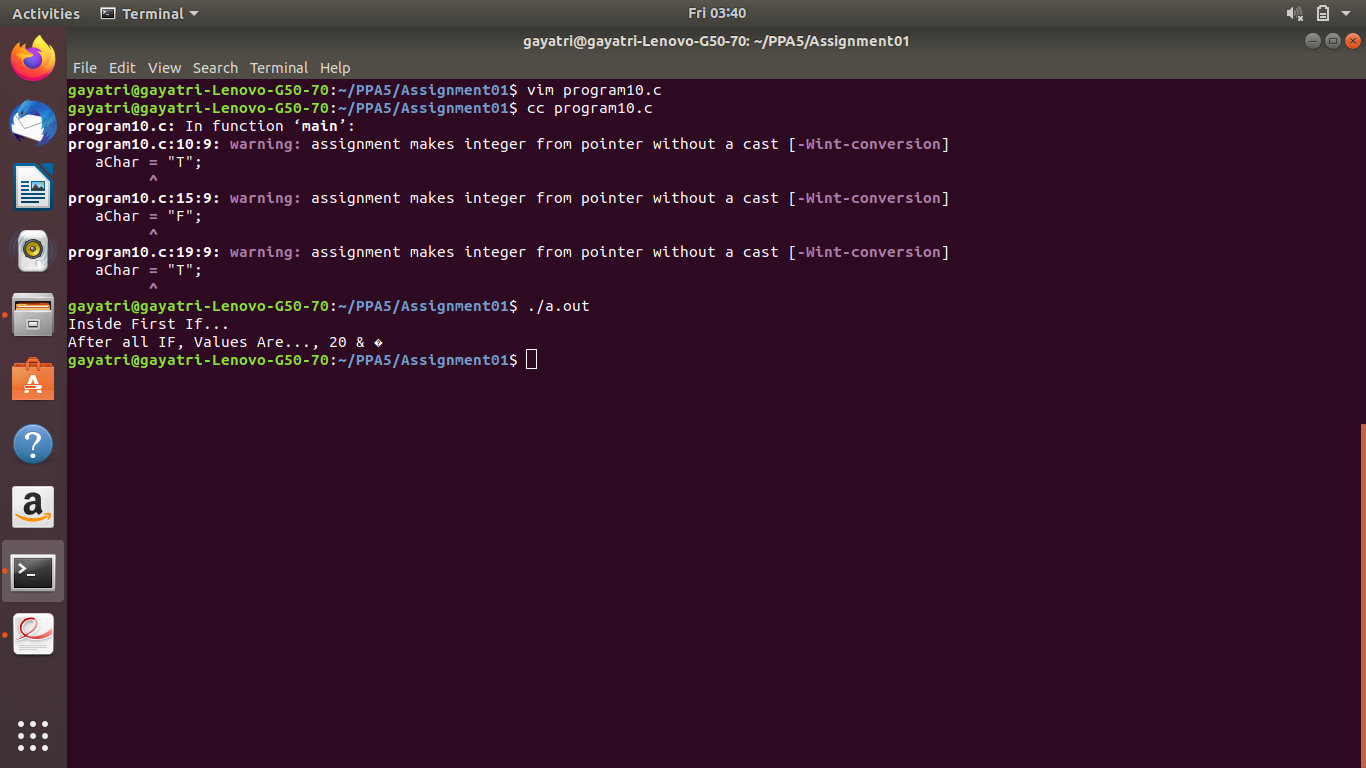 Activities Terminal Fri 03:40
gayatri@gayatri-Lenovo-G50-70: ~/PPA5/Assignment01
File Edit View Search Terminal Help
gayatri@gayatri-Lenovo-G50-70:~/PPA5/Assignment01$ vim program10.c
gayatri@gayatri-Lenovo-G50-70:~/PPA5/Assignment01$ cc program10.c
program10.c: In function ‘main’:
program10.c:10:9: warning: assignment makes integer from pointer without a cast [-Wint-conversion]
   aChar = "T";
         ^
program10.c:15:9: warning: assignment makes integer from pointer without a cast [-Wint-conversion]
   aChar = "F";
         ^
program10.c:19:9: warning: assignment makes integer from pointer without a cast [-Wint-conversion]
   aChar = "T";
         ^
gayatri@gayatri-Lenovo-G50-70:~/PPA5/Assignment01$ ./a.out
Inside First If...
After all IF, Values Are..., 20 & �
gayatri@gayatri-Lenovo-G50-70:~/PPA5/Assignment01$